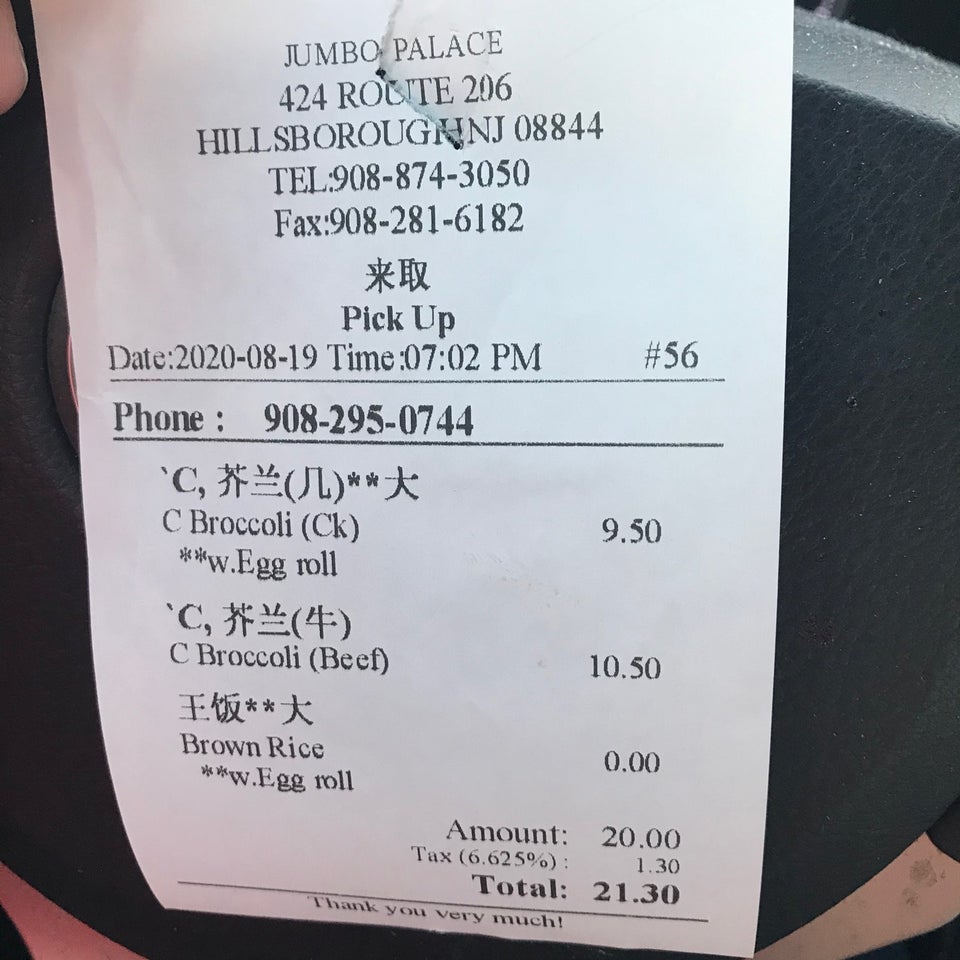 JUMBO PALACE
424 ROUTE 206
HILLSBOROUGH NJ 08844
TEL:908-874-3050
Fax:908-281-6182
来取
Pick Up
Date:2020-08-19 Time:07:02 PM #56
Phone : 908-295-0744
`C, 芥兰(几)**大
C Broccoli (Ck) 9.50
**w.Egg roll
`C, 芥兰(牛)
C Broccoli (Beef) 10.50
王饭**大
Brown Rice 0.00
**w.Egg roll
Amount: 20.00
Tax (6.625%) : 1.30
Total: 21.30
Thank you very much!